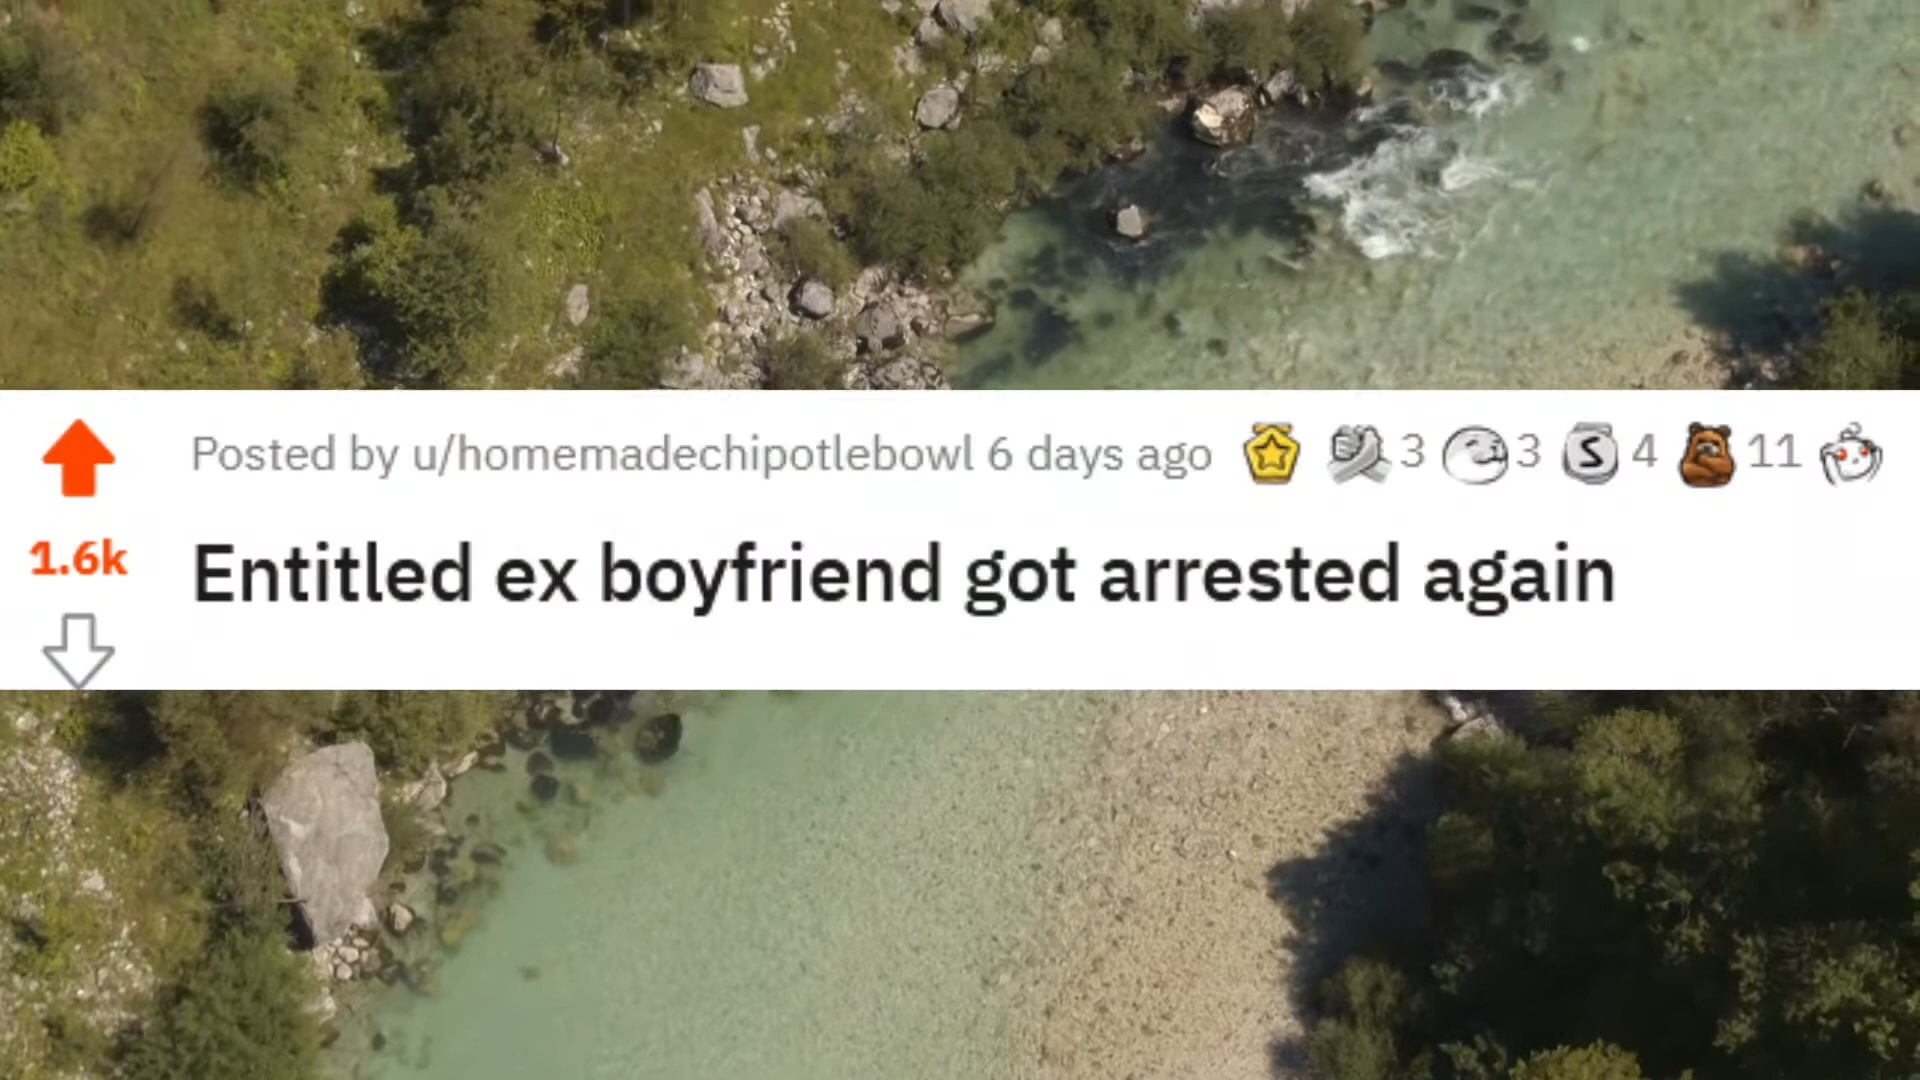 Posted by u/homemadechipotlebowl 6 days ago 3 3 S 4 11
1.6k
Entitled ex boyfriend got arrested again